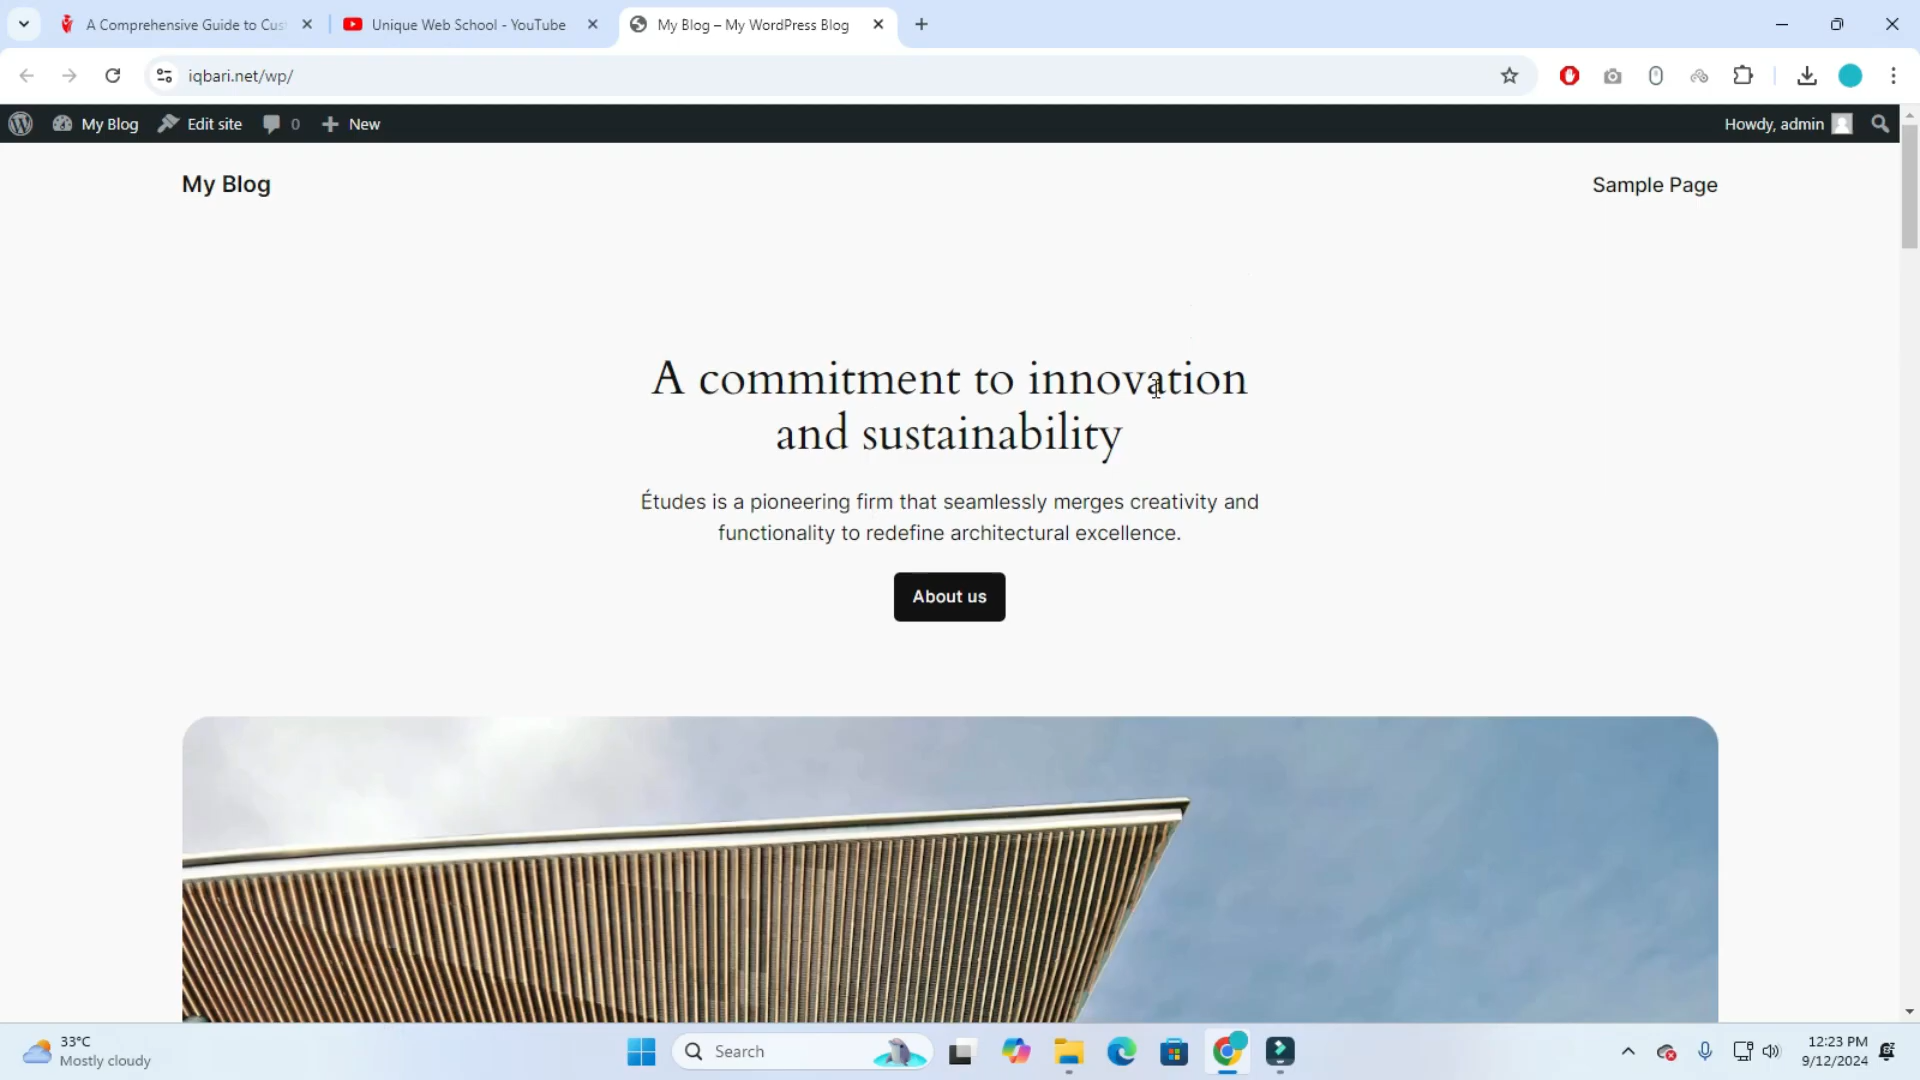 A Comprehensive Guide to Cus
Unique Web School - YouTube
My Blog – My WordPress Blog
iqbari.net/wp/
My Blog
Edit site
0
New
Howdy, admin
My Blog
Sample Page
A commitment to innovation
and sustainability
Études is a pioneering firm that seamlessly merges creativity and
functionality to redefine architectural excellence.
About us
33°C
Mostly cloudy
Search
12:23 PM
9/12/2024